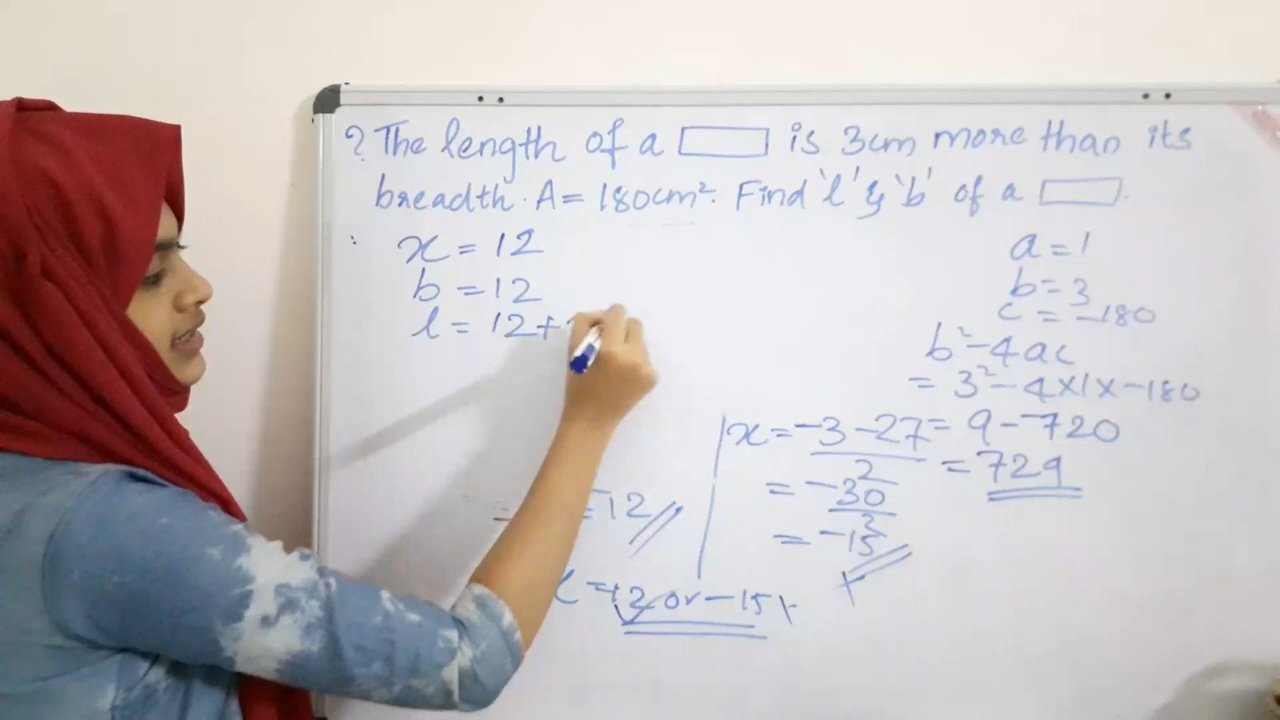 ? The length of a is 3cm more than its
breadth. A = 180cm². Find 'l' & 'b' of a .
x = 12
b = 12
l = 12 +
= 12
x = 12 or -15 x
a = 1
b = 3
c = -180
b² - 4ac
= 3² - 4 x 1 x -180
= 9 - -720
= 729
x = -3 - 27
2
= -30
2
= -15
x